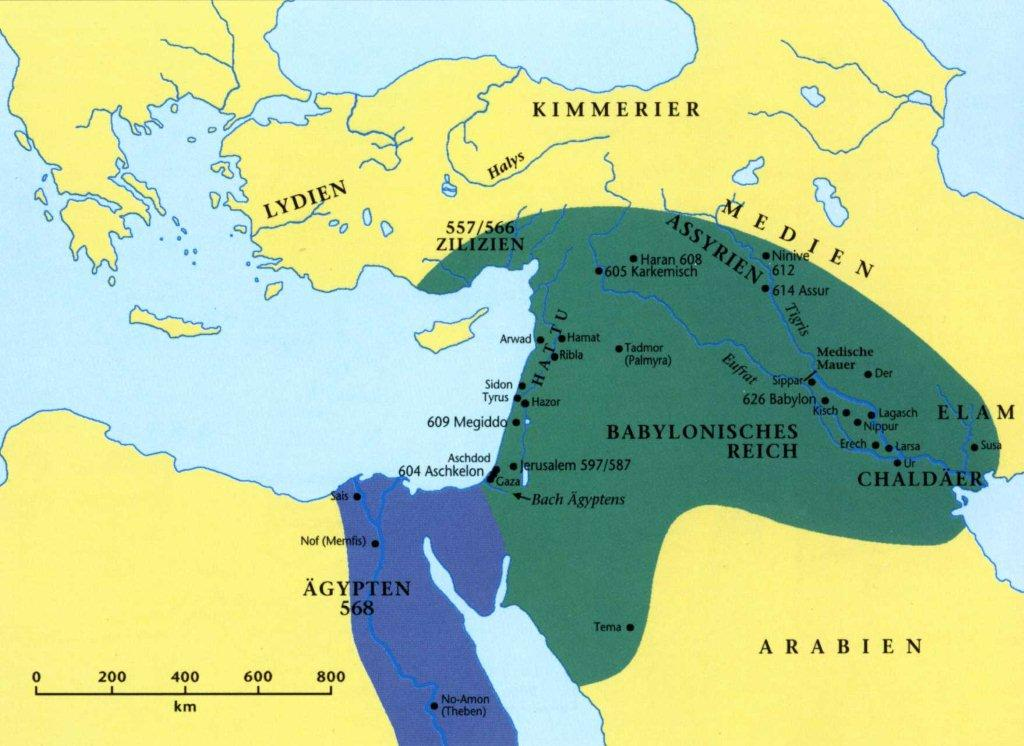 KIMMERIER
Halys
LYDIEN
557/566
ZILIZIEN
MEDIEN
ASSYRIEN
Haran 608
605 Karkemisch
Ninive
612
614 Assur
Tigris
HATTU
Arwad
Hamat
Ribla
Tadmor
(Palmyra)
Eufrat
Medische
Mauer
Sippar
Der
Sidon
Tyrus
Hazor
626 Babylon
Kisch
Lagasch
Nippur
ELAM
609 Megiddo
BABYLONISCHES
REICH
Erech
Larsa
Susa
Ur
CHALDÄER
Aschdod
604 Aschkelon
Jerusalem 597/587
Gaza
Bach Ägyptens
Sais
Nof (Memfis)
ÄGYPTEN
568
Tema
ARABIEN
0 200 400 600 800
km
No-Amon
(Theben)